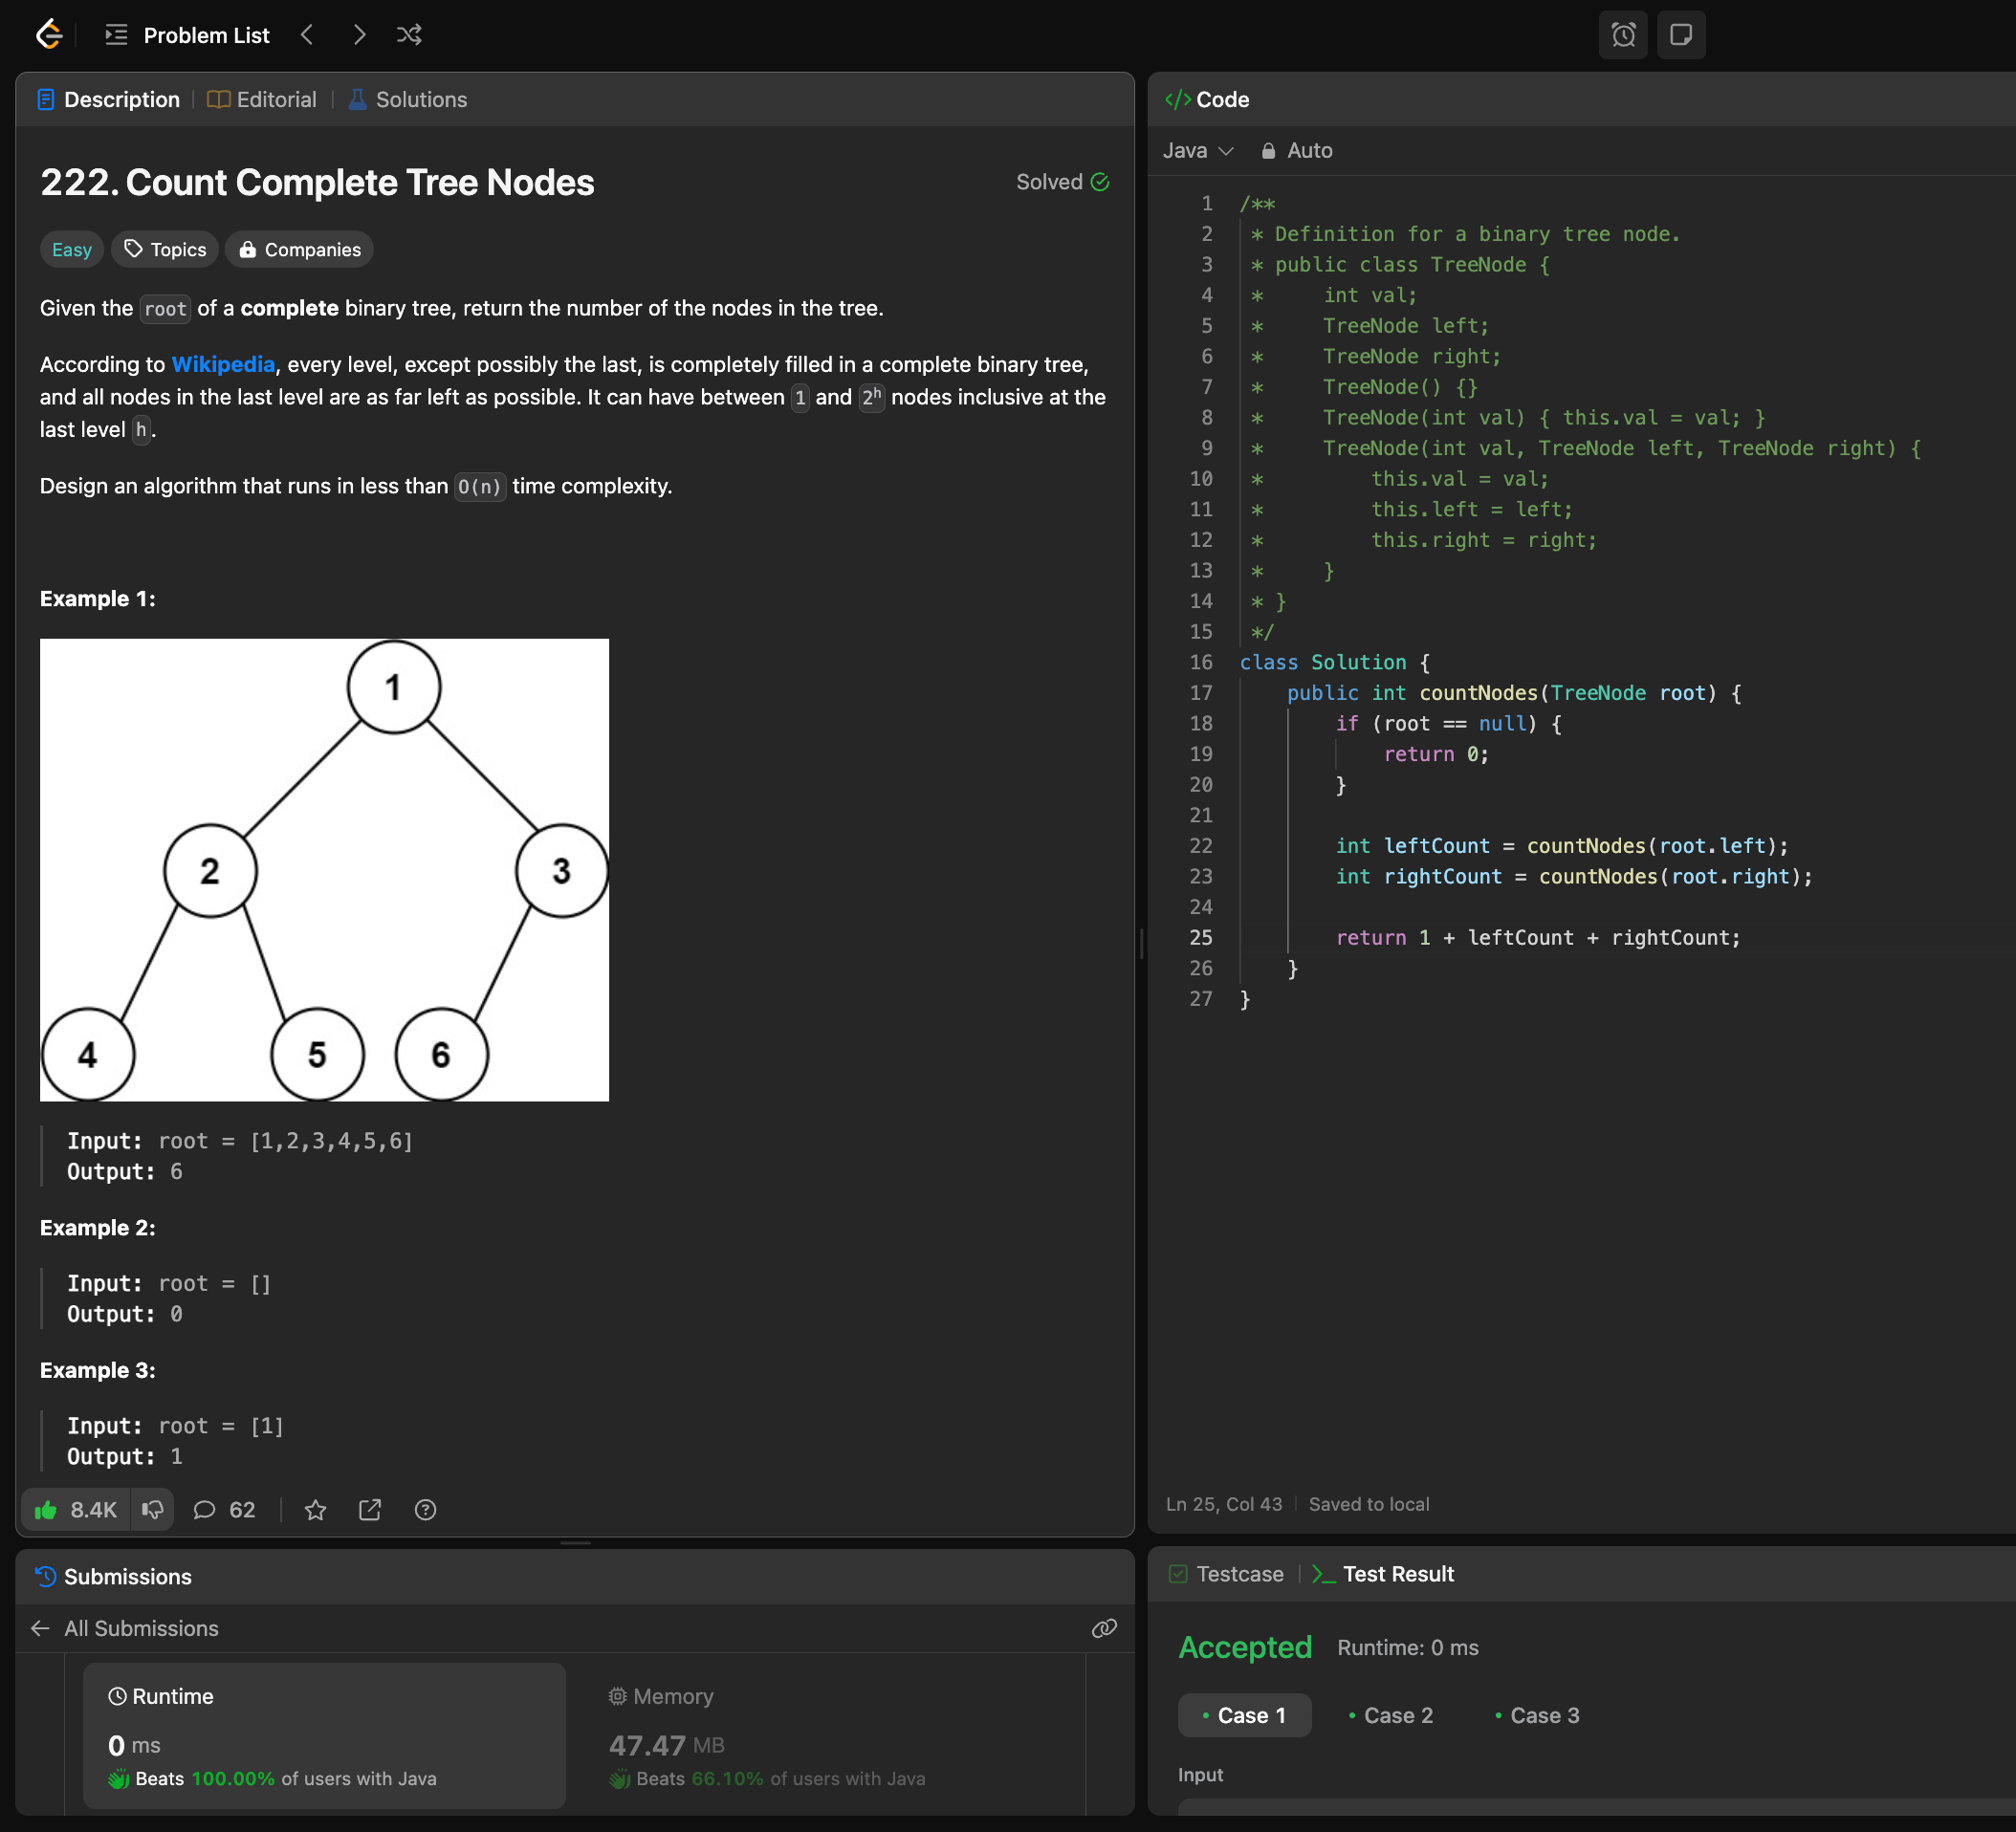 Problem List
Description
Editorial
Solutions
222. Count Complete Tree Nodes
Solved
Easy
Topics
Companies
Given the root of a complete binary tree, return the number of the nodes in the tree.
According to Wikipedia, every level, except possibly the last, is completely filled in a complete binary tree,
and all nodes in the last level are as far left as possible. It can have between 1 and 2^h nodes inclusive at the
last level h.
Design an algorithm that runs in less than O(n) time complexity.
Example 1:
1
2
3
4
5
6
Input: root = [1,2,3,4,5,6]
Output: 6
Example 2:
Input: root = []
Output: 0
Example 3:
Input: root = [1]
Output: 1
8.4K
62
Submissions
All Submissions
Runtime
0 ms
Beats 100.00% of users with Java
Memory
47.47 MB
Beats 66.10% of users with Java
</> Code
Java
Auto
1 /**
2  * Definition for a binary tree node.
3  * public class TreeNode {
4  *     int val;
5  *     TreeNode left;
6  *     TreeNode right;
7  *     TreeNode() {}
8  *     TreeNode(int val) { this.val = val; }
9  *     TreeNode(int val, TreeNode left, TreeNode right) {
10  *         this.val = val;
11  *         this.left = left;
12  *         this.right = right;
13  *     }
14  * }
15  */
16 class Solution {
17     public int countNodes(TreeNode root) {
18         if (root == null) {
19             return 0;
20         }
21
22         int leftCount = countNodes(root.left);
23         int rightCount = countNodes(root.right);
24
25         return 1 + leftCount + rightCount;
26     }
27 }
Ln 25, Col 43
Saved to local
Testcase
Test Result
Accepted
Runtime: 0 ms
Case 1
Case 2
Case 3
Input